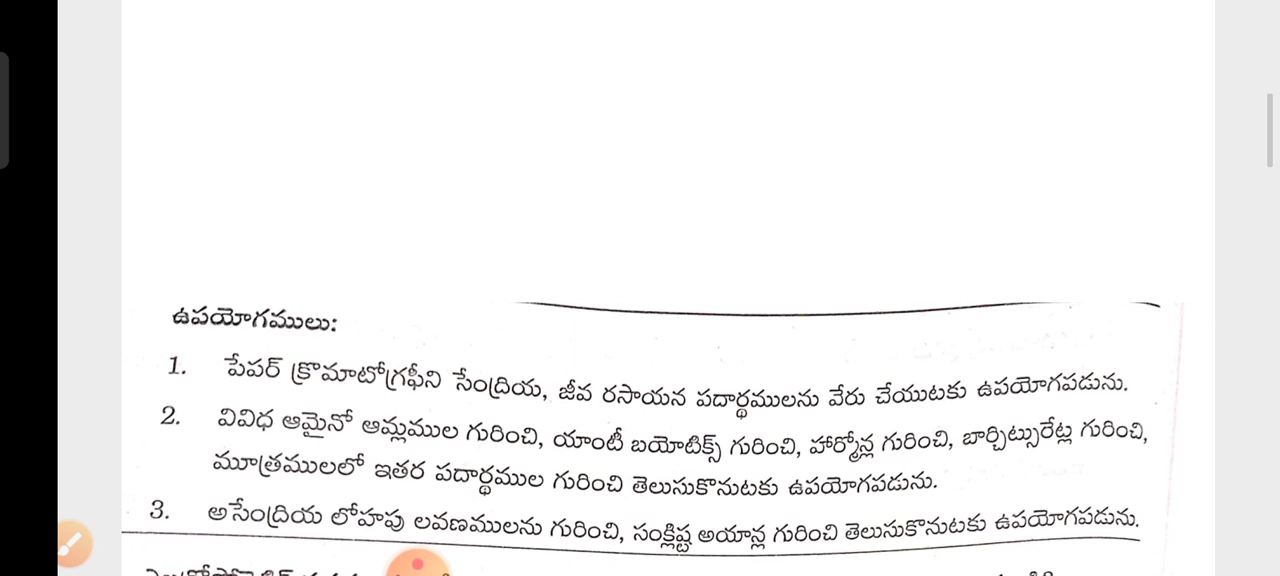 ఉపయోగములు:
1. పేపర్ క్రొమాటోగ్రఫీని సేంద్రియ, జీవ రసాయన పదార్థములను వేరు చేయుటకు ఉపయోగపడును.
2. వివిధ ఆమైనో ఆమ్లముల గురించి, యాంటీ బయోటిక్స్ గురించి, హార్మోన్ల గురించి, బార్బిట్సురేట్ల గురించి,
మూత్రములలో ఇతర పదార్థముల గురించి తెలుసుకొనుటకు ఉపయోగపడును.
3. అసేంద్రియ లోహపు లవణములను గురించి, సంక్లిష్ట అయాన్ల గురించి తెలుసుకొనుటకు ఉపయోగపడును.